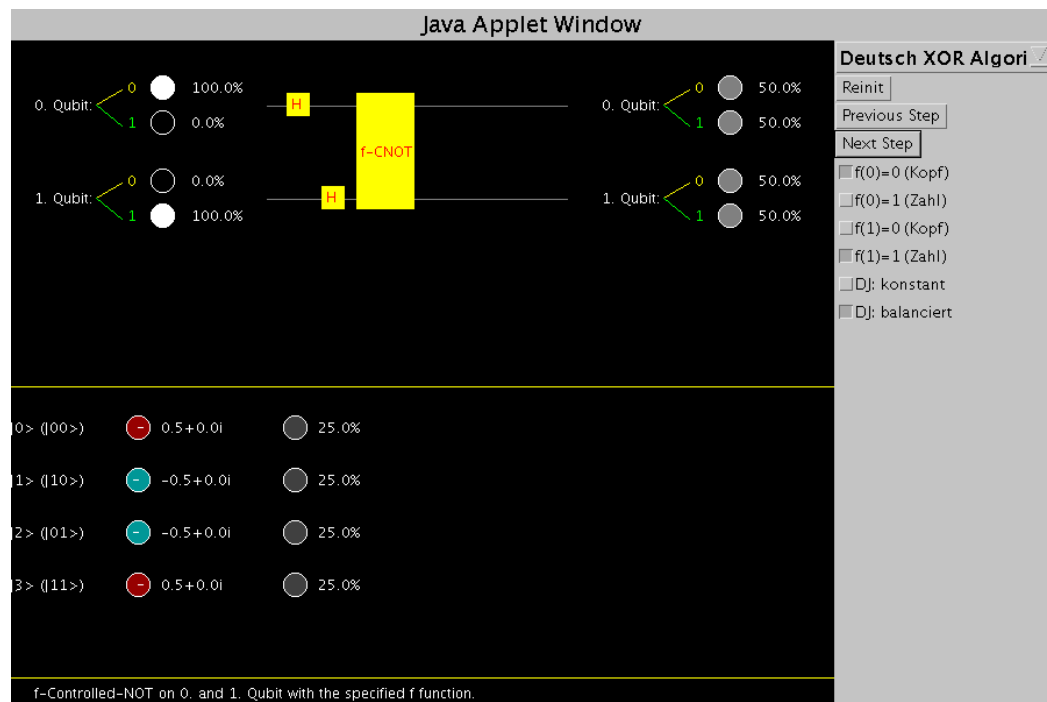 Java Applet Window
Deutsch XOR Algori
Reinit
Previous Step
Next Step
f(0)=0 (Kopf)
f(0)=1 (Zahl)
f(1)=0 (Kopf)
f(1)=1 (Zahl)
DJ: konstant
DJ: balanciert
0. Qubit: 0 100.0%
1 0.0%
H
f-CNOT
0. Qubit: 0 50.0%
1 50.0%
1. Qubit: 0 0.0%
1 100.0%
H
1. Qubit: 0 50.0%
1 50.0%
|0> (|00>) - 0.5+0.0i 25.0%
|1> (|10>) - -0.5+0.0i 25.0%
|2> (|01>) - -0.5+0.0i 25.0%
|3> (|11>) - 0.5+0.0i 25.0%
f-Controlled-NOT on 0. and 1. Qubit with the specified f function.